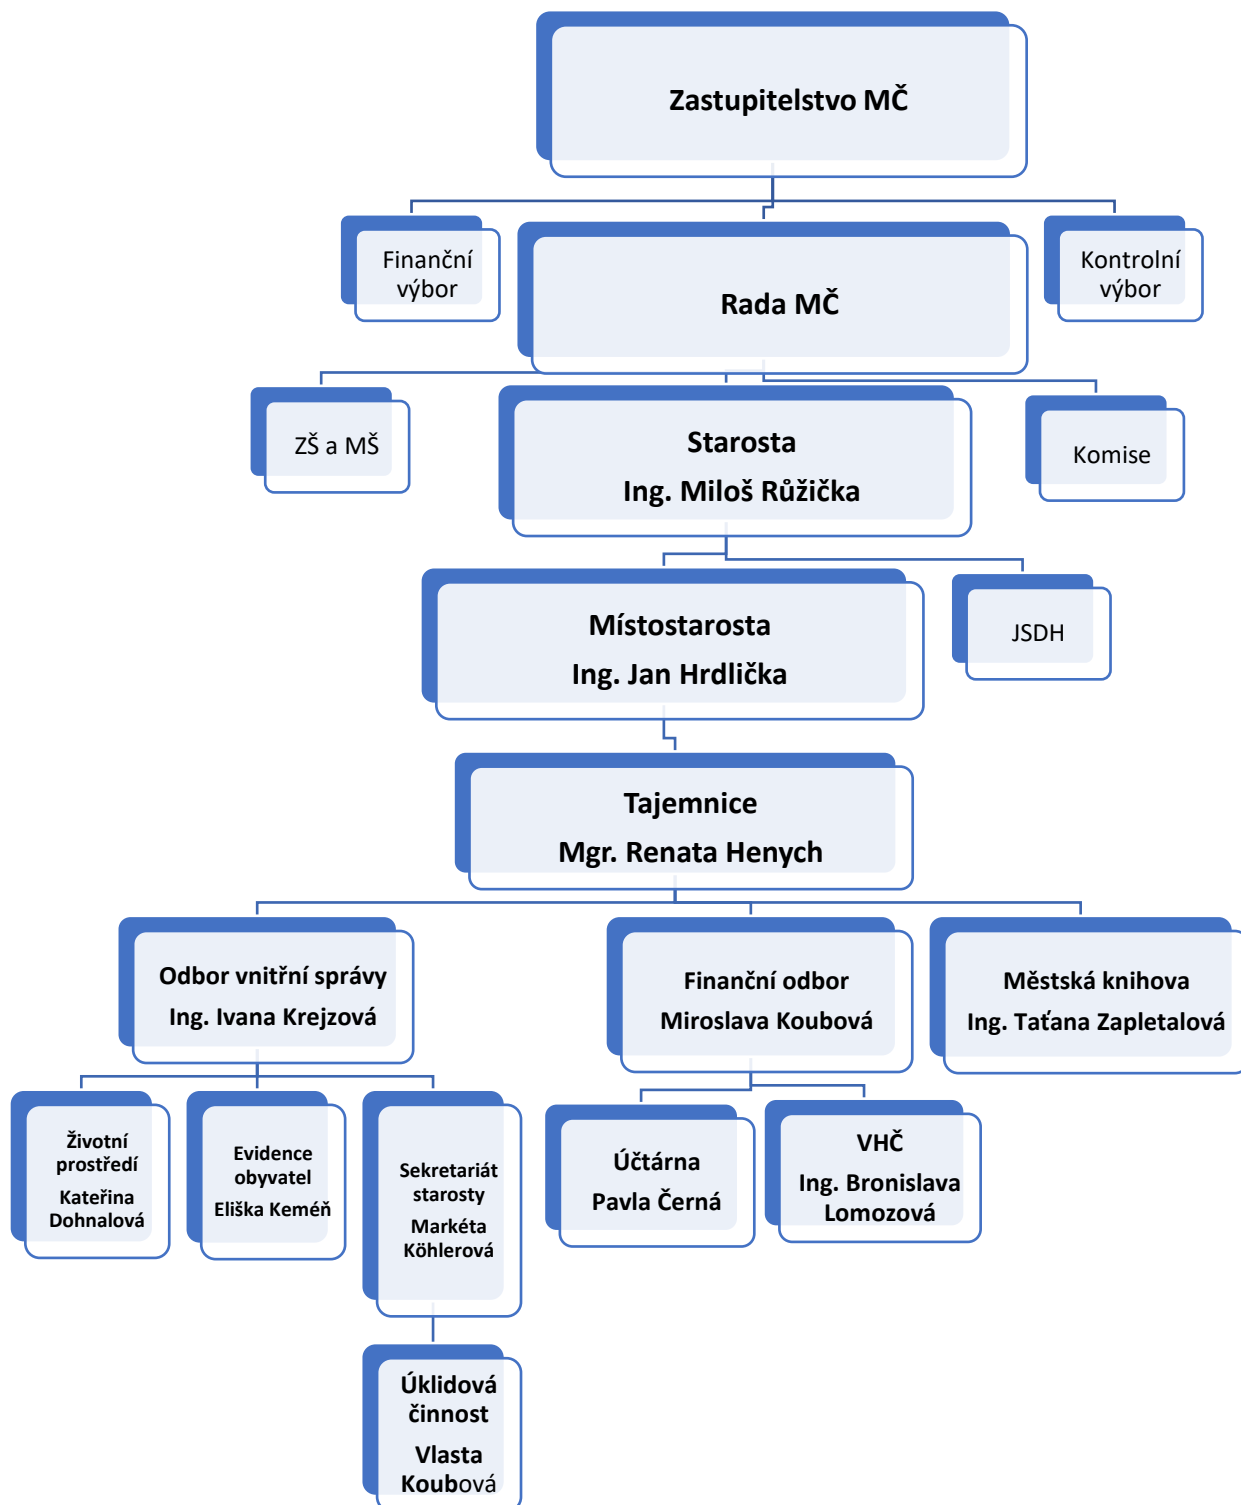 Zastupitelstvo MČ
Finanční
výbor
Rada MČ
Kontrolní
výbor
ZŠ a MŠ
Starosta
Ing. Miloš Růžička
Komise
Místostarosta
Ing. Jan Hrdlička
JSDH
Tajemnice
Mgr. Renata Henych
Odbor vnitřní správy
Ing. Ivana Krejzová
Finanční odbor
Miroslava Koubová
Městská knihova
Ing. Taťana Zapletalová
Životní
prostředí
Kateřina
Dohnalová
Evidence
obyvatel
Eliška Keméň
Sekretariát
starosty
Markéta
Köhlerová
Účtárna
Pavla Černá
VHČ
Ing. Bronislava
Lomozová
Úklidová
činnost
Vlasta
Koubová